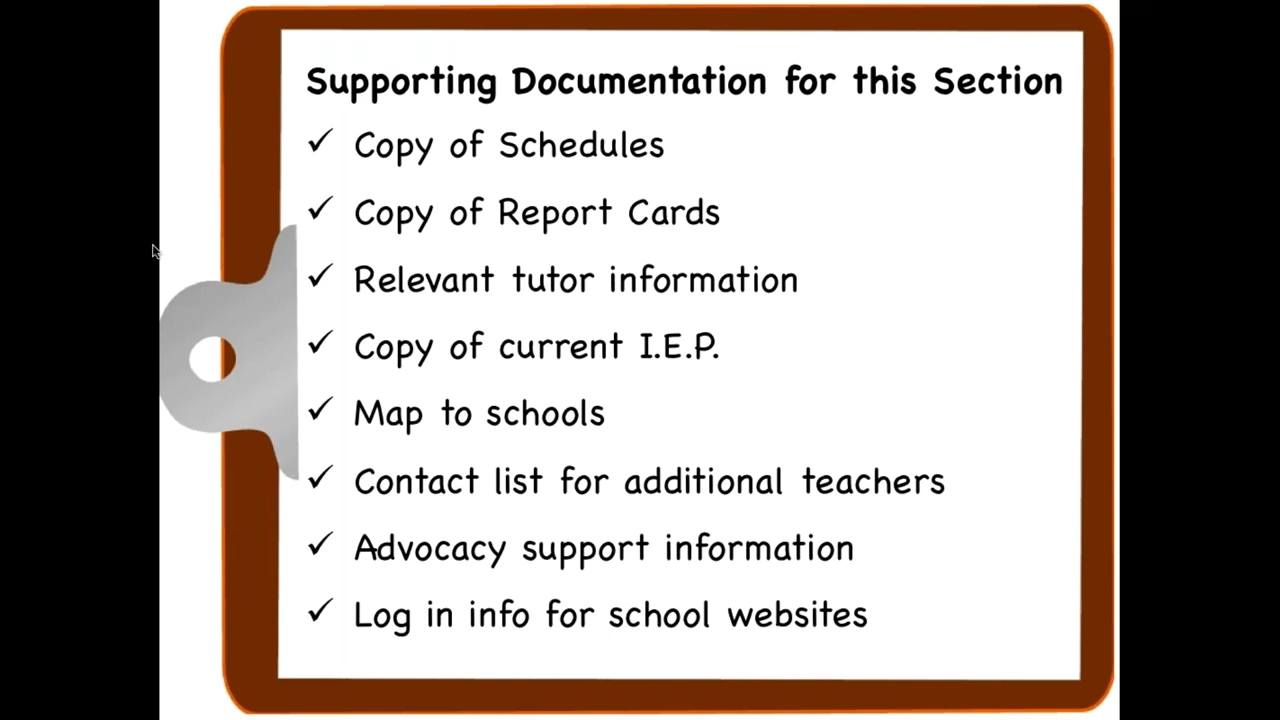 Supporting Documentation for this Section
✓ Copy of Schedules
✓ Copy of Report Cards
✓ Relevant tutor information
✓ Copy of current I.E.P.
✓ Map to schools
✓ Contact list for additional teachers
✓ Advocacy support information
✓ Log in info for school websites